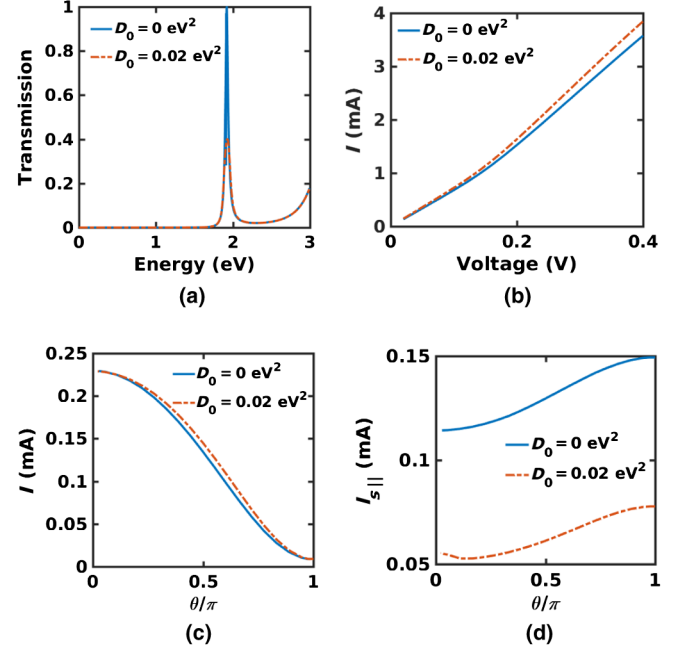 1
0.8
0.6
0.4
0.2
0
Transmission
D₀ = 0 eV²
D₀ = 0.02 eV²
0 1 2 3
Energy (eV)
(a)
4
3
2
1
0
I (mA)
D₀ = 0 eV²
D₀ = 0.02 eV²
0 0.2 0.4
Voltage (V)
(b)
0.25
0.2
0.15
0.1
0.05
0
I (mA)
D₀ = 0 eV²
D₀ = 0.02 eV²
0 0.5 1
θ/π
(c)
0.15
0.1
0.05
I_s|| (mA)
D₀ = 0 eV²
D₀ = 0.02 eV²
0 0.5 1
θ/π
(d)